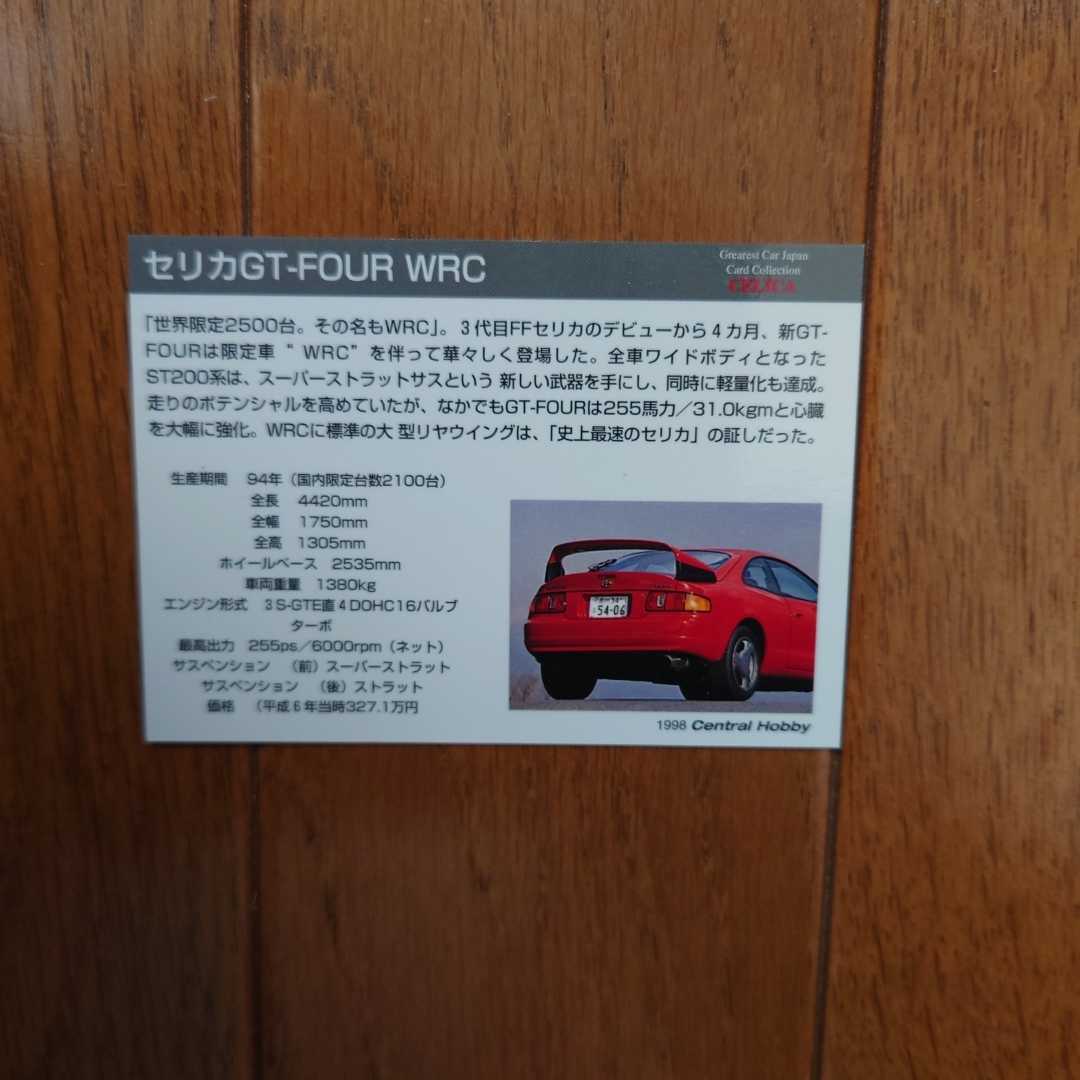 セリカGT-FOUR WRC
Grearest Car Japan
Card Collection
CELICA
「世界限定2500台。その名もWRC」。３代目FFセリカのデビューから４カ月、新GT-
FOURは限定車“ WRC”を伴って華々しく登場した。全車ワイドボディとなった
ST200系は、スーパーストラットサスという 新しい武器を手にし、同時に軽量化も達成。
走りのポテンシャルを高めていたが、なかでもGT-FOURは255馬力／31.0kgmと心臓
を大幅に強化。WRCに標準の大 型リヤウイングは、「史上最速のセリカ」の証しだった。
生産期間　94年（国内限定台数2100台）
全長　4420mm
全幅　1750mm
全高　1305mm
ホイールベース　2535mm
車両重量　1380kg
エンジン形式　３S-GTE直４DOHC16バルブ
ターボ
最高出力　255ps／6000rpm（ネット）
サスペンション　（前）スーパーストラット
サスペンション　（後）ストラット
価格　（平成６年当時327.1万円
54-06
1998 Central Hobby